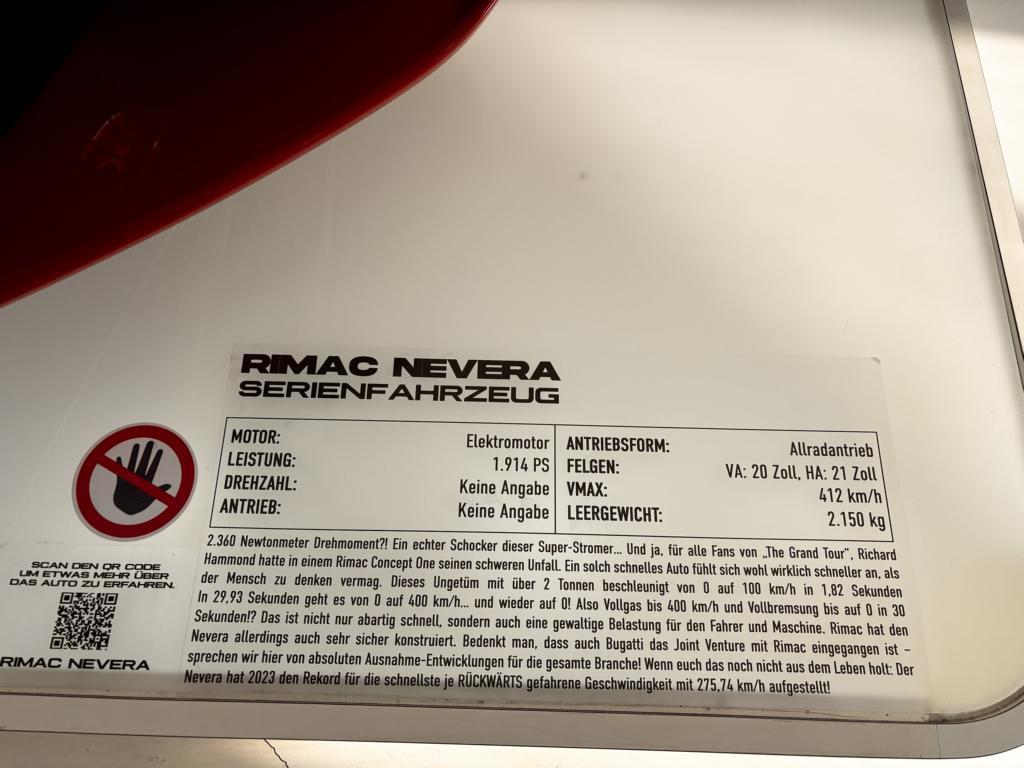 RIMAC NEVERA
SERIENFAHRZEUG
MOTOR: Elektromotor
LEISTUNG: 1.914 PS
DREHZAHL: Keine Angabe
ANTRIEB: Keine Angabe
ANTRIEBSFORM: Allradantrieb
FELGEN: VA: 20 Zoll, HA: 21 Zoll
VMAX: 412 km/h
LEERGEWICHT: 2.150 kg
2.360 Newtonmeter Drehmoment?! Ein echter Schocker dieser Super-Stromer... Und ja, für alle Fans von „The Grand Tour“, Richard
Hammond hatte in einem Rimac Concept One seinen schweren Unfall. Ein solch schnelles Auto fühlt sich wohl wirklich schneller an, als
der Mensch zu denken vermag. Dieses Ungetüm mit über 2 Tonnen beschleunigt von 0 auf 100 km/h in 1,82 Sekunden
In 29,93 Sekunden geht es von 0 auf 400 km/h... und wieder auf 0! Also Vollgas bis 400 km/h und Vollbremsung bis auf 0 in 30
Sekunden!? Das ist nicht nur abartig schnell, sondern auch eine gewaltige Belastung für den Fahrer und Maschine. Rimac hat den
Nevera allerdings auch sehr sicher konstruiert. Bedenkt man, dass auch Bugatti das Joint Venture mit Rimac eingegangen ist –
sprechen wir hier von absoluten Ausnahme-Entwicklungen für die gesamte Branche! Wenn euch das noch nicht aus dem Leben holt: Der
Nevera hat 2023 den Rekord für die schnellste je RÜCKWÄRTS gefahrene Geschwindigkeit mit 275,74 km/h aufgestellt!
SCAN DEN QR CODE
UM ETWAS MEHR ÜBER
DAS AUTO ZU ERFAHREN.
RIMAC NEVERA